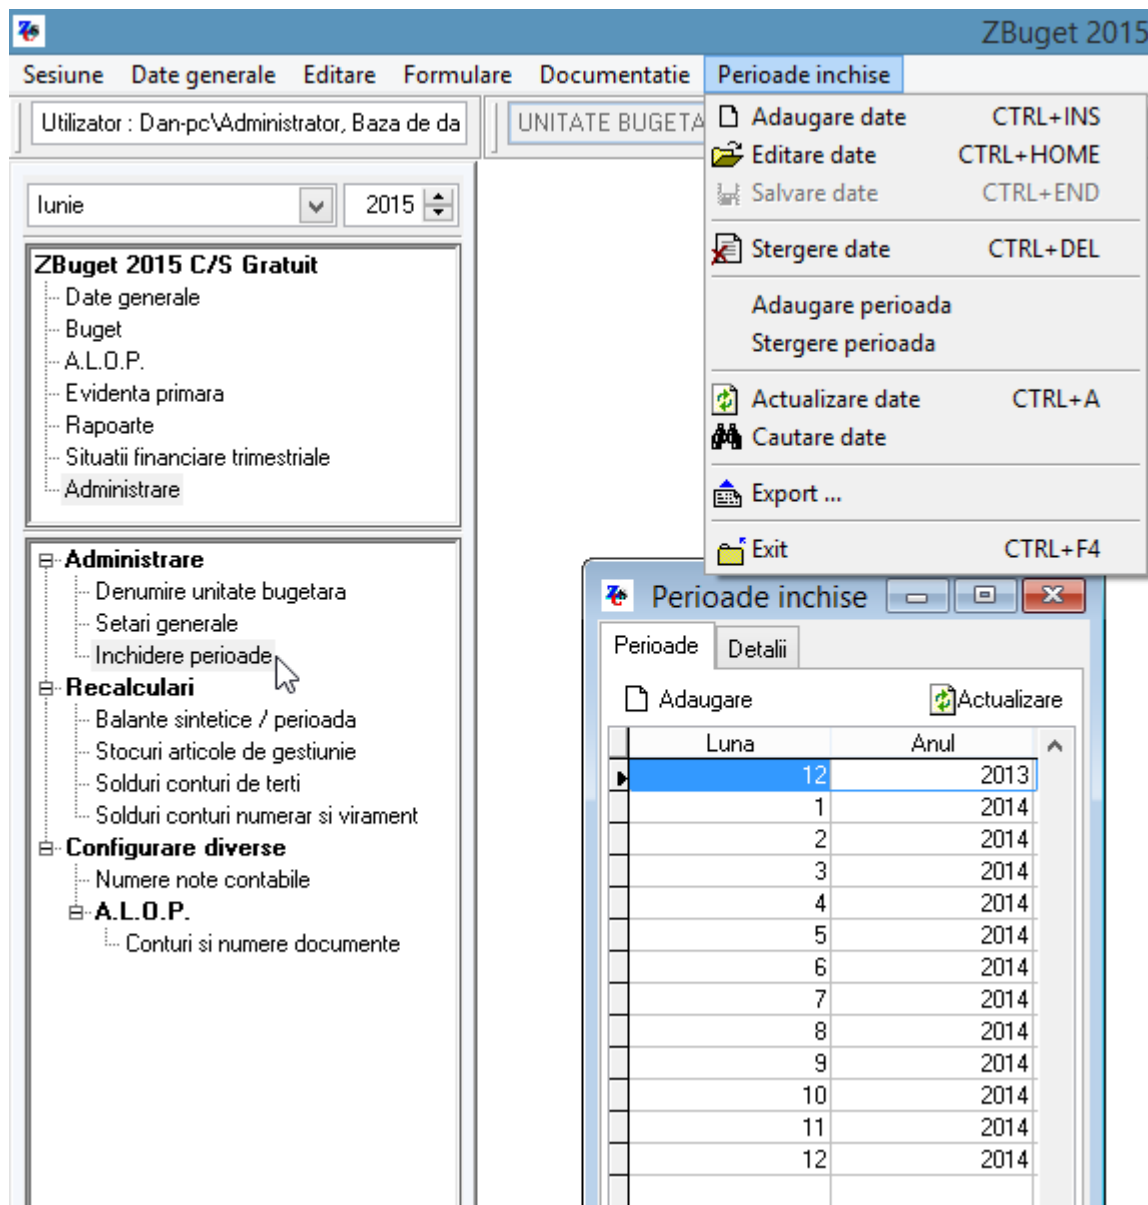 ZBuget 2015
Sesiune Date generale Editare Formulare Documentatie Perioade inchise
Utilizator : Dan-pc\Administrator, Baza de da
UNITATE BUGETA
Adaugare date CTRL+INS
Editare date CTRL+HOME
Salvare date CTRL+END
Stergere date CTRL+DEL
Adaugare perioada
Stergere perioada
Actualizare date CTRL+A
Cautare date
Export ...
Exit CTRL+F4
Iunie 2015
ZBuget 2015 C/S Gratuit
Date generale
Buget
A.L.O.P.
Evidenta primara
Rapoarte
Situatii financiare trimestriale
Administrare
Administrare
Denumire unitate bugetara
Setari generale
Inchidere perioade
Recalculari
Balante sintetice / perioada
Stocuri articole de gestiune
Solduri conturi de terti
Solduri conturi numerar si virament
Configurare diverse
Numere note contabile
A.L.O.P.
Conturi si numere documente
Perioade inchise
Perioade Detalii
Adaugare Actualizare
Luna Anul
12 2013
1 2014
2 2014
3 2014
4 2014
5 2014
6 2014
7 2014
8 2014
9 2014
10 2014
11 2014
12 2014